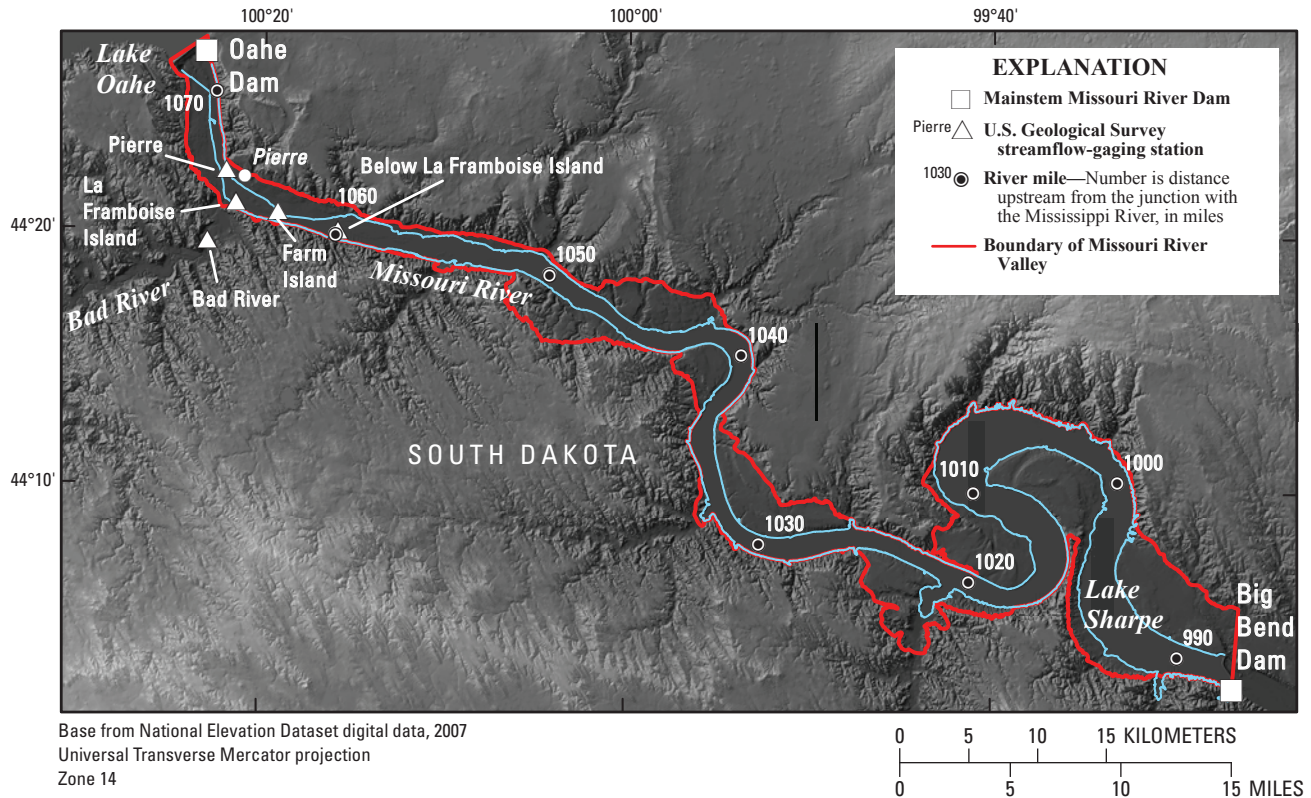 100°20'
100°00'
99°40'
Lake
Oahe
Oahe
Dam
1070
Pierre
Pierre
La
Framboise
Island
Below La Framboise Island
1060
44°20'
Farm
Island
Bad River
Bad River
Missouri River
1050
1040
SOUTH DAKOTA
44°10'
1010
1000
1030
1020
Lake
Sharpe
990
Big
Bend
Dam
EXPLANATION
Mainstem Missouri River Dam
Pierre U.S. Geological Survey
streamflow-gaging station
1030 River mile—Number is distance
upstream from the junction with
the Mississippi River, in miles
Boundary of Missouri River
Valley
Base from National Elevation Dataset digital data, 2007
Universal Transverse Mercator projection
Zone 14
0 5 10 15 KILOMETERS
0 5 10 15 MILES